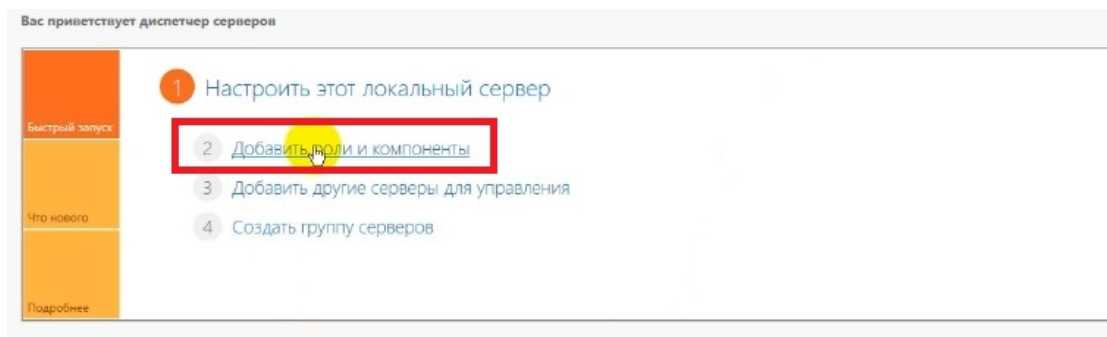 Вас приветствует диспетчер серверов
1 Настроить этот локальный сервер
Быстрый запуск
2 Добавить роли и компоненты
3 Добавить другие серверы для управления
Что нового
4 Создать группу серверов
Подробнее